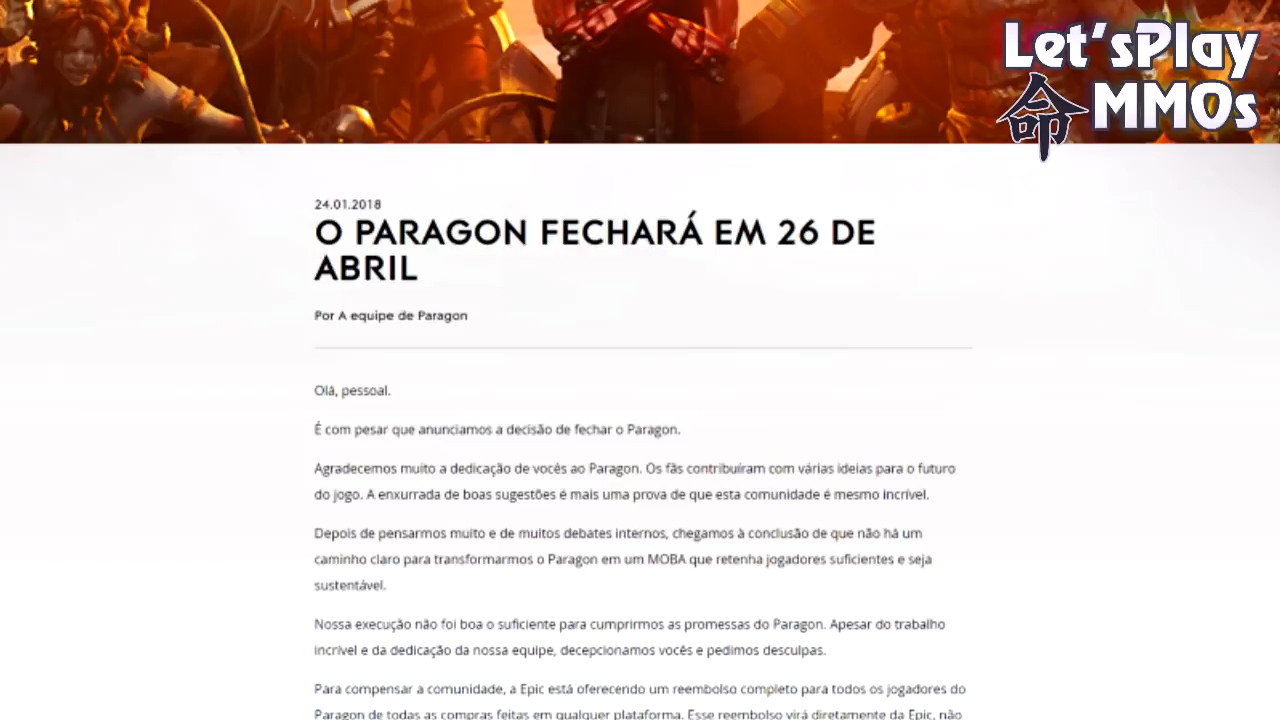 Let'sPlay
命 MMOs
24.01.2018
O PARAGON FECHARÁ EM 26 DE
ABRIL
Por A equipe de Paragon
Olá, pessoal.
É com pesar que anunciamos a decisão de fechar o Paragon.
Agradecemos muito a dedicação de vocês ao Paragon. Os fãs contribuíram com várias ideias para o futuro
do jogo. A enxurrada de boas sugestões é mais uma prova de que esta comunidade é mesmo incrível.
Depois de pensarmos muito e de muitos debates internos, chegamos à conclusão de que não há um
caminho claro para transformarmos o Paragon em um MOBA que retenha jogadores suficientes e seja
sustentável.
Nossa execução não foi boa o suficiente para cumprirmos as promessas do Paragon. Apesar do trabalho
incrível e da dedicação da nossa equipe, decepcionamos vocês e pedimos desculpas.
Para compensar a comunidade, a Epic está oferecendo um reembolso completo para todos os jogadores do
Paragon de todas as compras feitas em qualquer plataforma. Esse reembolso virá diretamente da Epic, não